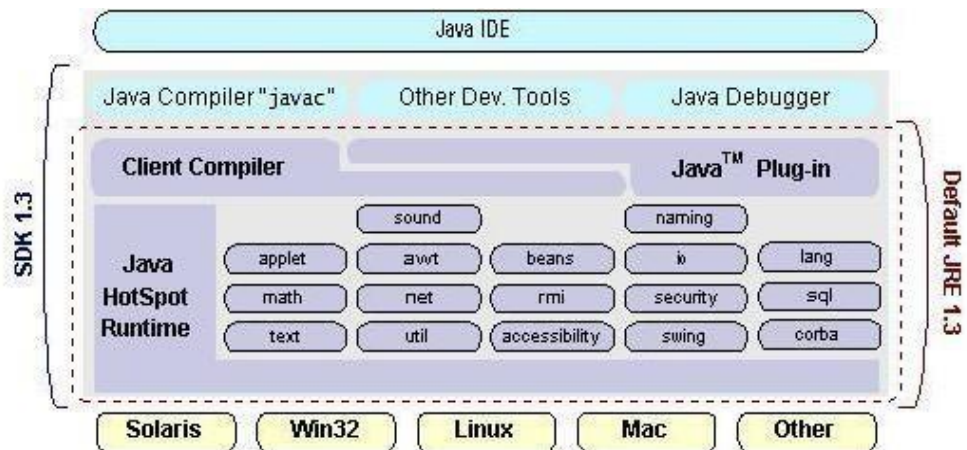 Java IDE
Java Compiler "javac"
Other Dev. Tools
Java Debugger
SDK 1.3
Default JRE 1.3
Client Compiler
Java™ Plug-in
Java
HotSpot
Runtime
sound
naming
applet
awt
beans
io
lang
math
net
rmi
security
sql
text
util
accessibility
swing
corba
Solaris
Win32
Linux
Mac
Other